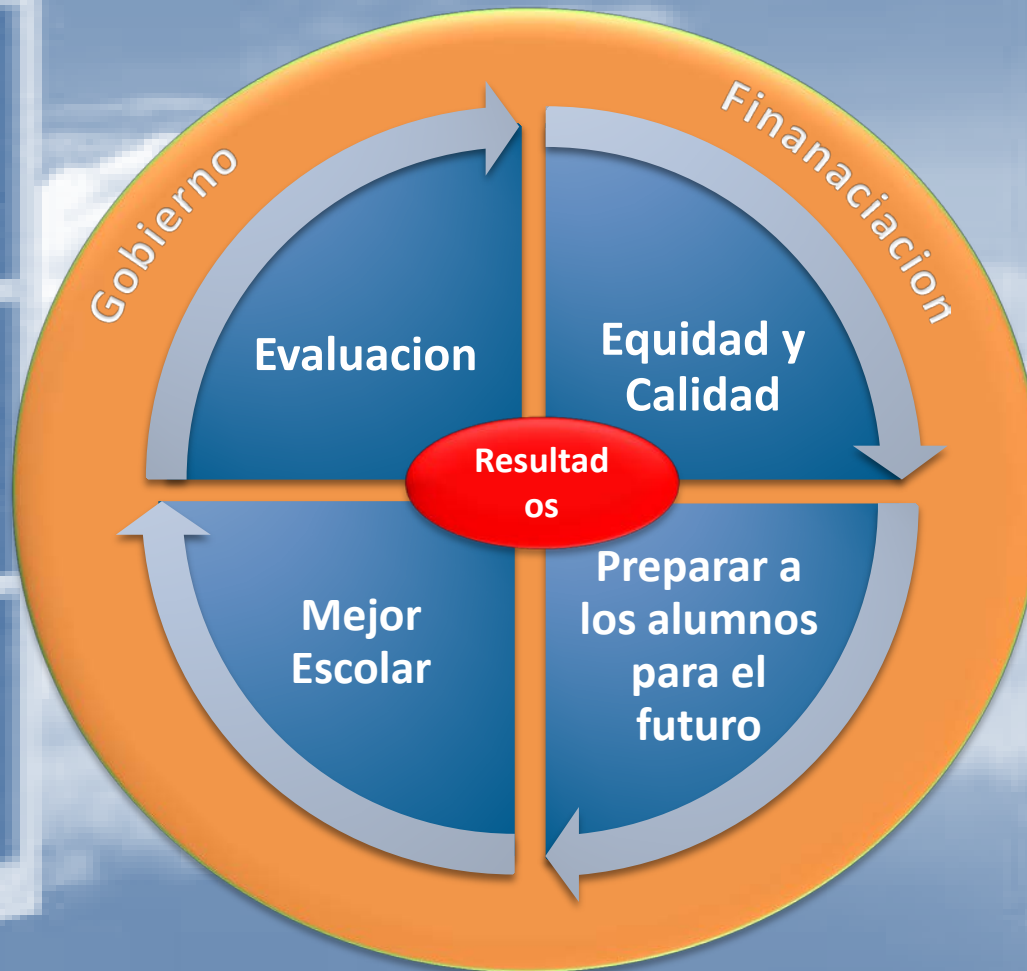 Gobierno
Finanaciacion
Evaluacion
Equidad y
Calidad
Resultad
os
Mejor
Escolar
Preparar a
los alumnos
para el
futuro